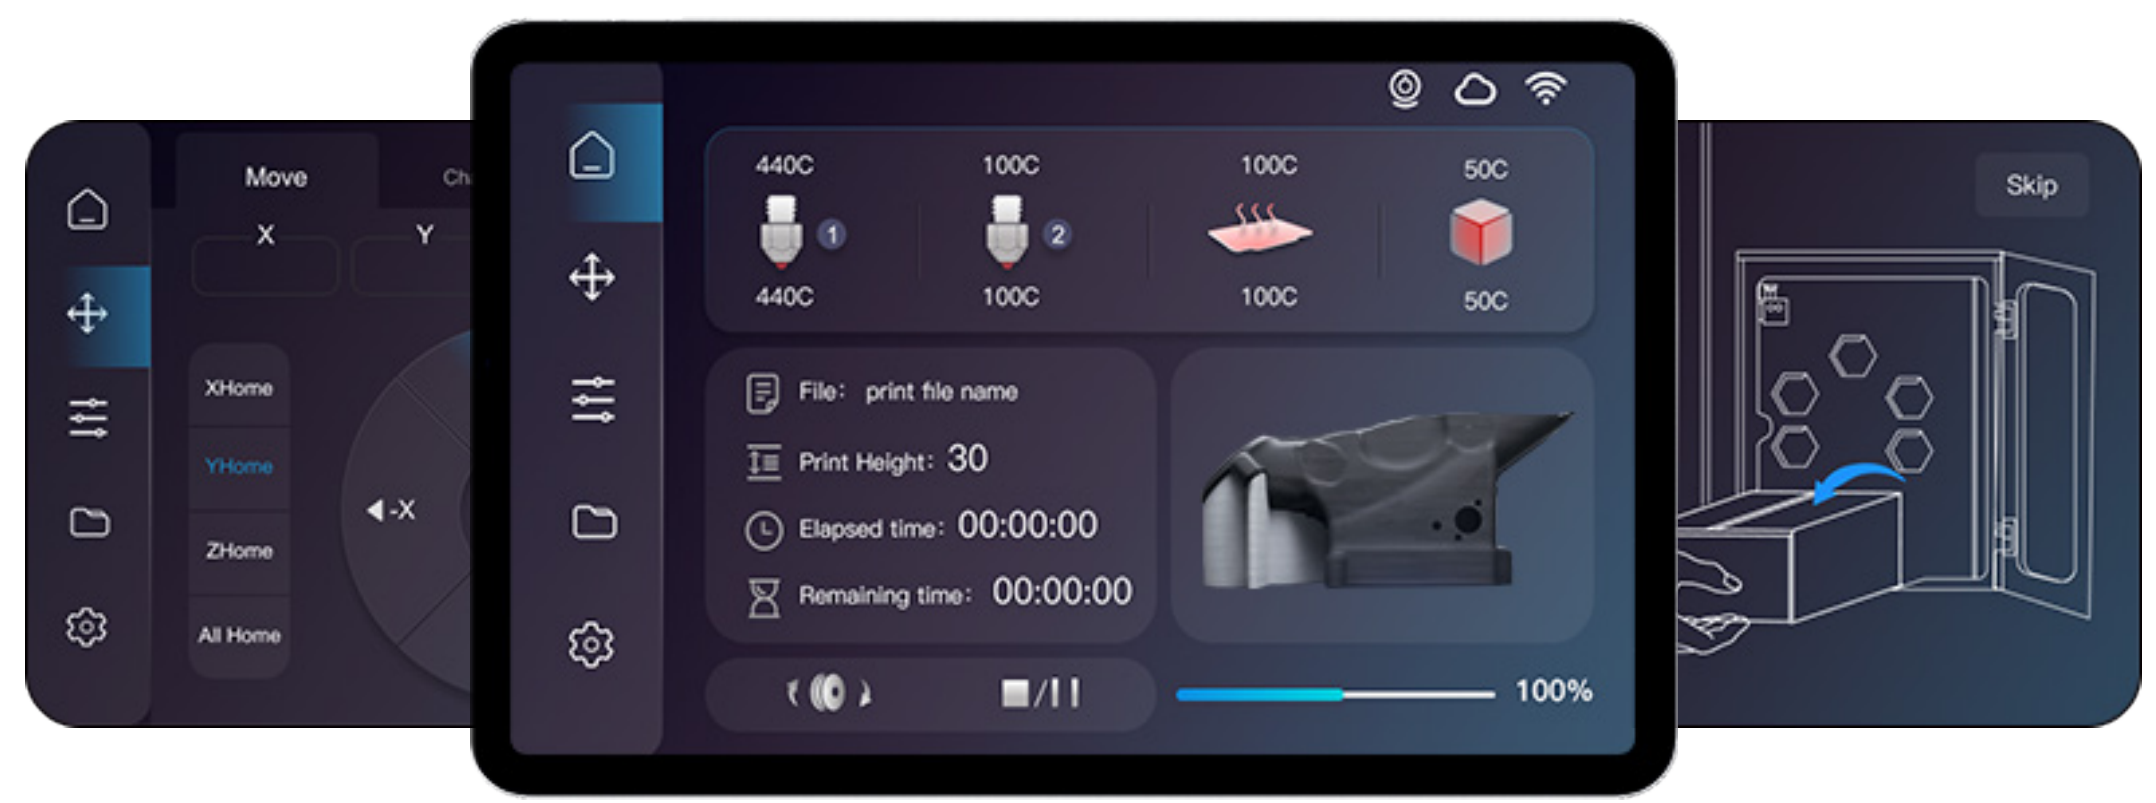 Move
Ch
X
Y
XHome
YHome
ZHome
All Home
-X
440C
100C
100C
50C
1
2
440C
100C
100C
50C
File: print file name
Print Height: 30
Elapsed time: 00:00:00
Remaining time: 00:00:00
100%
Skip